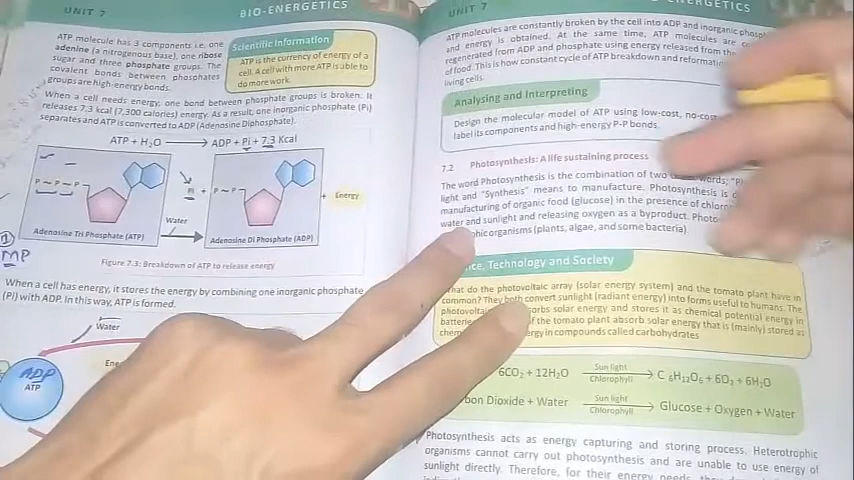 UNIT 7
BIO-ENERGETICS
ATP molecule has 3 components i.e. one
adenine (a nitrogenous base), one ribose
sugar and three phosphate groups. The
covalent bonds between phosphates
groups are high-energy bonds.
Scientific Information
ATP is the currency of energy of a
cell. A cell with more ATP is able to
do more work.
When a cell needs energy, one bond between phosphate groups is broken. It
releases 7.3 kcal (7,300 calories) energy. As a result, one inorganic phosphate (Pi)
separates and ATP is converted to ADP (Adenosine Diphosphate).
ATP + H₂O ⟶ ADP + Pi + 7.3 Kcal
P ~ P ~ P
Pi + P ~ P
+ Energy
Water
Adenosine Tri Phosphate (ATP)
Adenosine Di Phosphate (ADP)
1
MP
Figure 7.3: Breakdown of ATP to release energy
When a cell has energy, it stores the energy by combining one inorganic phosphate
(Pi) with ADP. In this way, ATP is formed.
Water
Ene
ADP
ATP
UNIT 7
ENERGETICS
ATP molecules are constantly broken by the cell into ADP and inorganic phosp
and energy is obtained. At the same time, ATP molecules are
regenerated from ADP and phosphate using energy released from the
of food. This is how constant cycle of ATP breakdown and reformation
living cells.
Analysing and Interpreting
Design the molecular model of ATP using low-cost, no-cos
label its components and high-energy P-P bonds.
7.2 Photosynthesis: A life sustaining process
The word Photosynthesis is the combination of two words; "P
light and "Synthesis" means to manufacture. Photosynthesis is
manufacturing of organic food (glucose) in the presence of chloro
water and sunlight and releasing oxygen as a byproduct. Photo
phic organisms (plants, algae, and some bacteria).
ce, Technology and Society
What do the photovoltaic array (solar energy system) and the tomato plant have in
common? They both convert sunlight (radiant energy) into forms useful to humans. The
photovoltai orbs solar energy and stores it as chemical potential energy in
batterie f the tomato plant absorb solar energy that is (mainly) stored as
chem ergy in compounds called carbohydrates
6CO₂ + 12H₂O Sun light ⟶ Chlorophyll C₆H₁₂O₆ + 6O₂ + 6H₂O
bon Dioxide + Water Sun light ⟶ Chlorophyll Glucose + Oxygen + Water
Photosynthesis acts as energy capturing and storing process. Heterotrophic
organisms cannot carry out photosynthesis and are unable to use energy of
sunlight directly. Therefore, for their energy needs, they